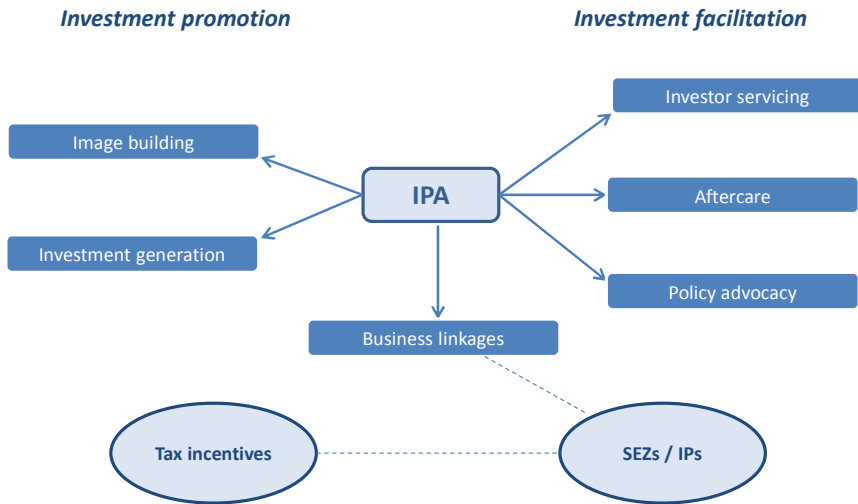 Investment promotion
Investment facilitation
Investor servicing
Image building
IPA
Aftercare
Investment generation
Policy advocacy
Business linkages
Tax incentives
SEZs / IPs